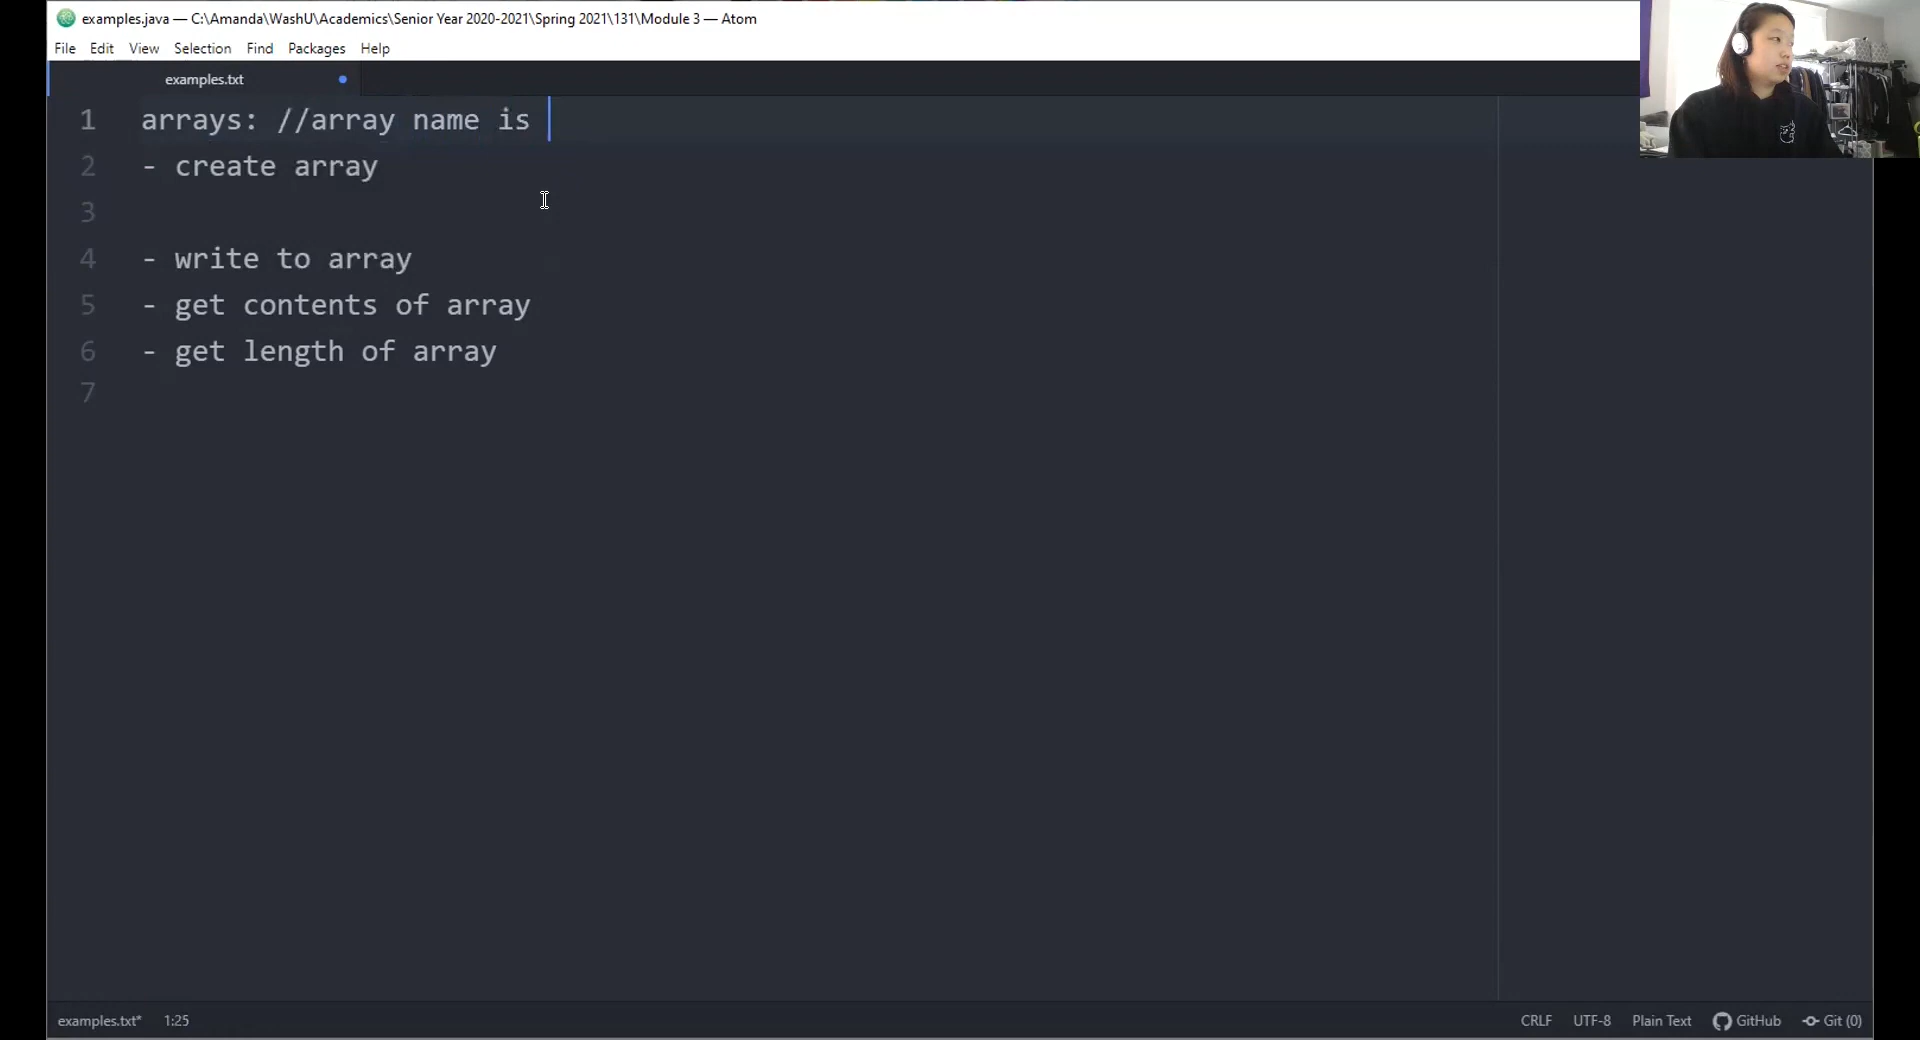 examples.java — C:\Amanda\WashU\Academics\Senior Year 2020-2021\Spring 2021\131\Module 3 — Atom
File Edit View Selection Find Packages Help
examples.txt
1 arrays: //array name is
2 - create array
3
4 - write to array
5 - get contents of array
6 - get length of array
7
examples.txt* 1:25 CRLF UTF-8 Plain Text GitHub Git (0)